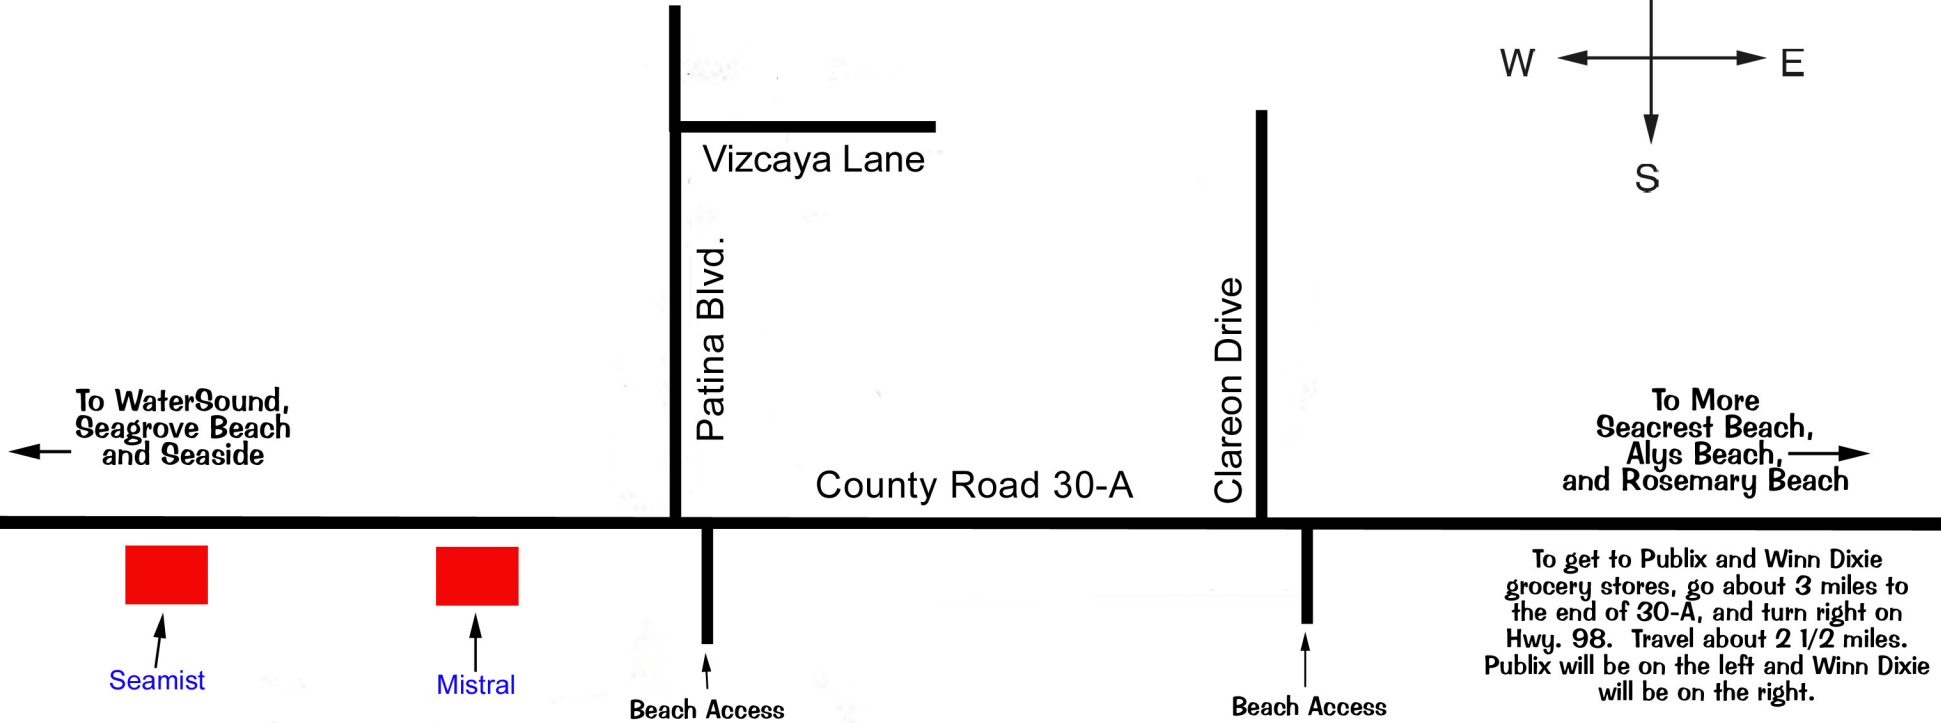 W
E
S
Vizcaya Lane
Patina Blvd.
Clareon Drive
To WaterSound,
Seagrove Beach
and Seaside
To More
Seacrest Beach,
Alys Beach,
and Rosemary Beach
County Road 30-A
To get to Publix and Winn Dixie
grocery stores, go about 3 miles to
the end of 30-A, and turn right on
Hwy. 98. Travel about 2 1/2 miles.
Publix will be on the left and Winn Dixie
will be on the right.
Seamist
Mistral
Beach Access
Beach Access